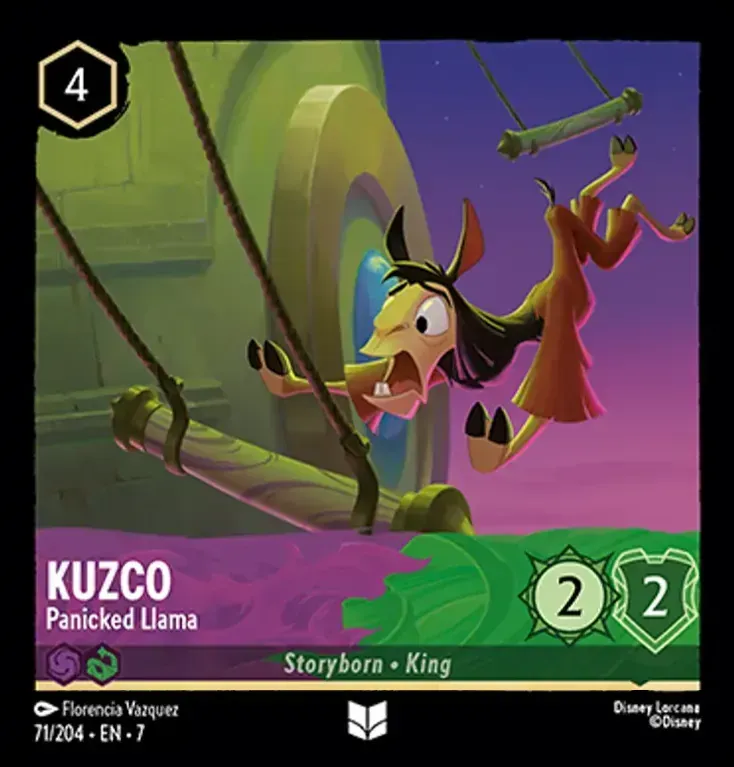 4
KUZCO
Panicked Llama
2 2
Storyborn • King
Florencia Vazquez
71/204 • EN • 7
Disney Lorcana
©Disney